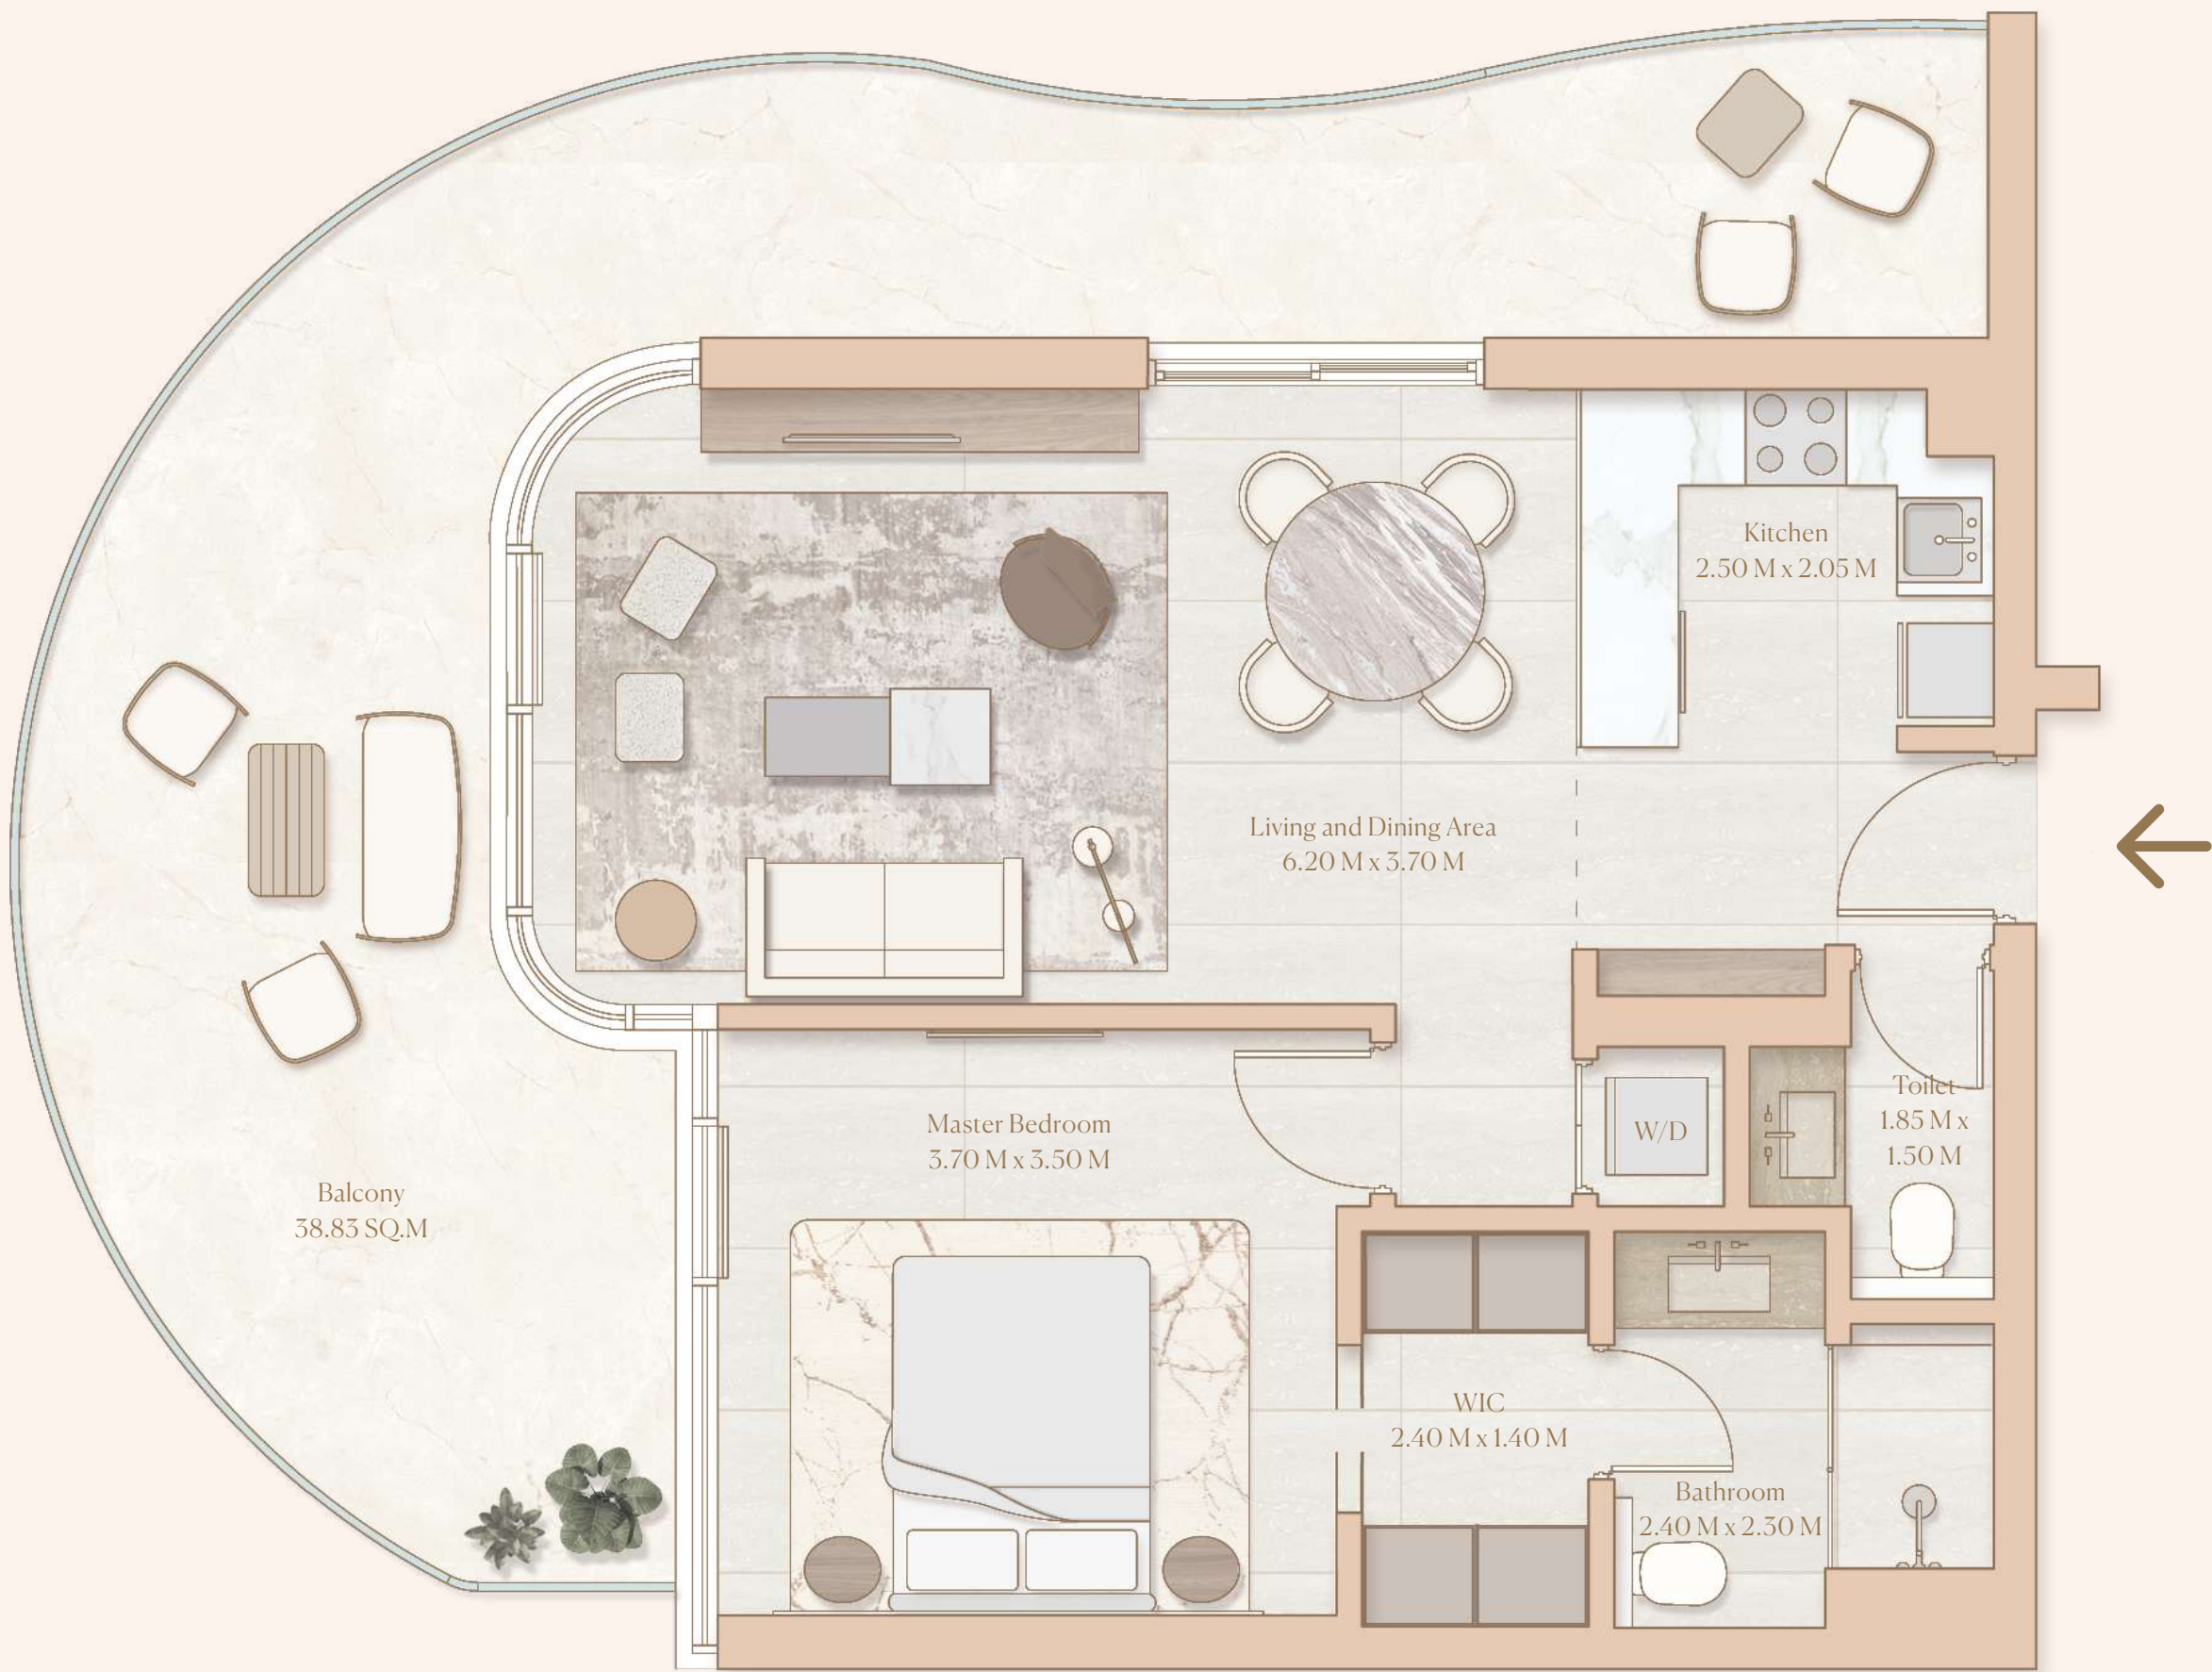 Kitchen
2.50 M x 2.05 M
Living and Dining Area
6.20 M x 3.70 M
Toilet
1.85 M x
1.50 M
W/D
Master Bedroom
3.70 M x 3.50 M
Balcony
38.83 SQ.M
WIC
2.40 M x 1.40 M
Bathroom
2.40 M x 2.30 M